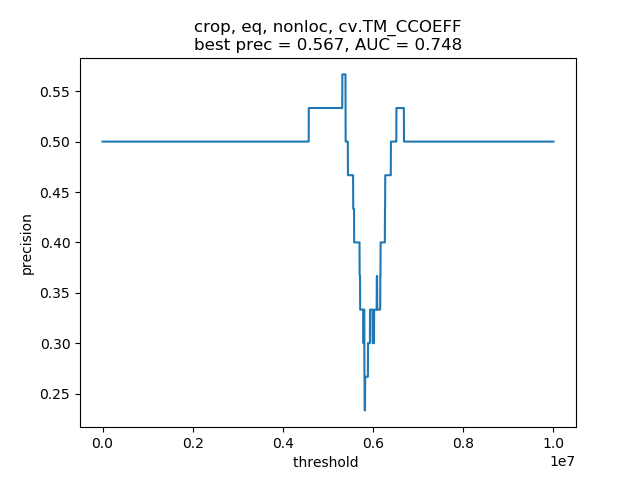 crop, eq, nonloc, cv.TM_CCOEFF
best prec = 0.567, AUC = 0.748
0.55
0.50
0.45
0.40
0.35
0.30
0.25
precision
0.0 0.2 0.4 0.6 0.8 1.0
1e7
threshold